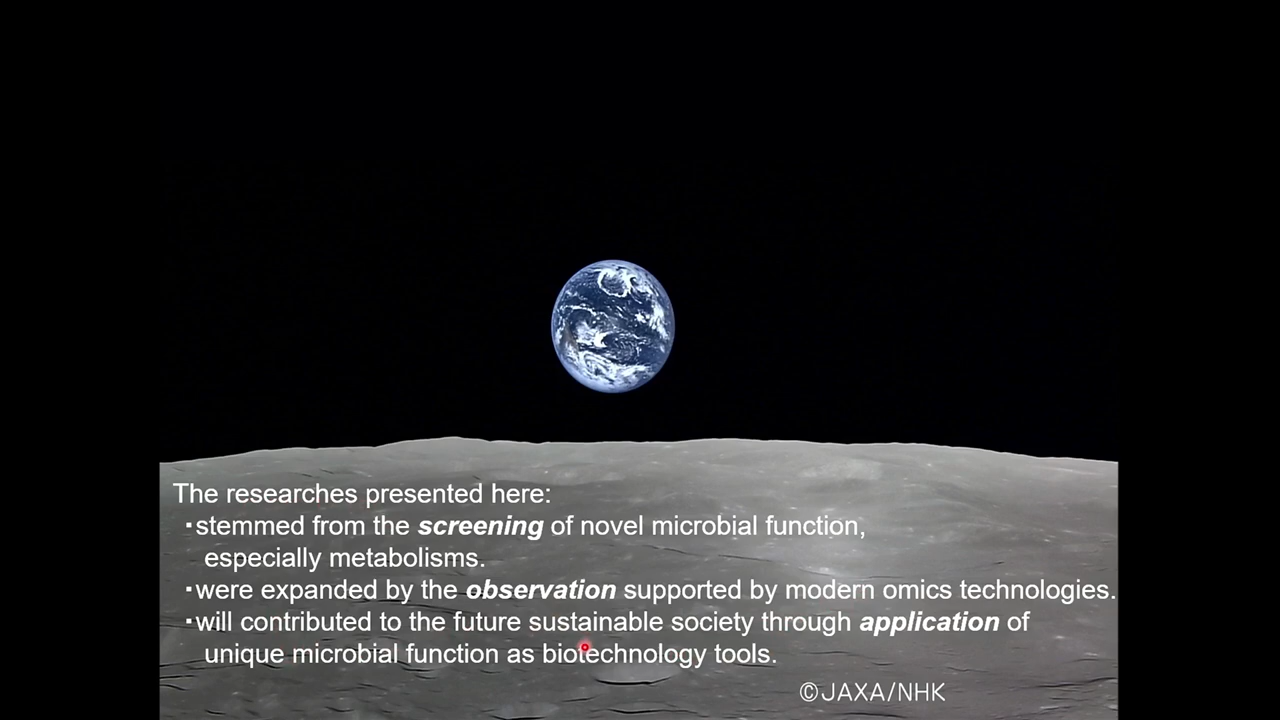 The researches presented here:
・stemmed from the screening of novel microbial function,
especially metabolisms.
・were expanded by the observation supported by modern omics technologies.
・will contributed to the future sustainable society through application of
unique microbial function as biotechnology tools.
©JAXA/NHK